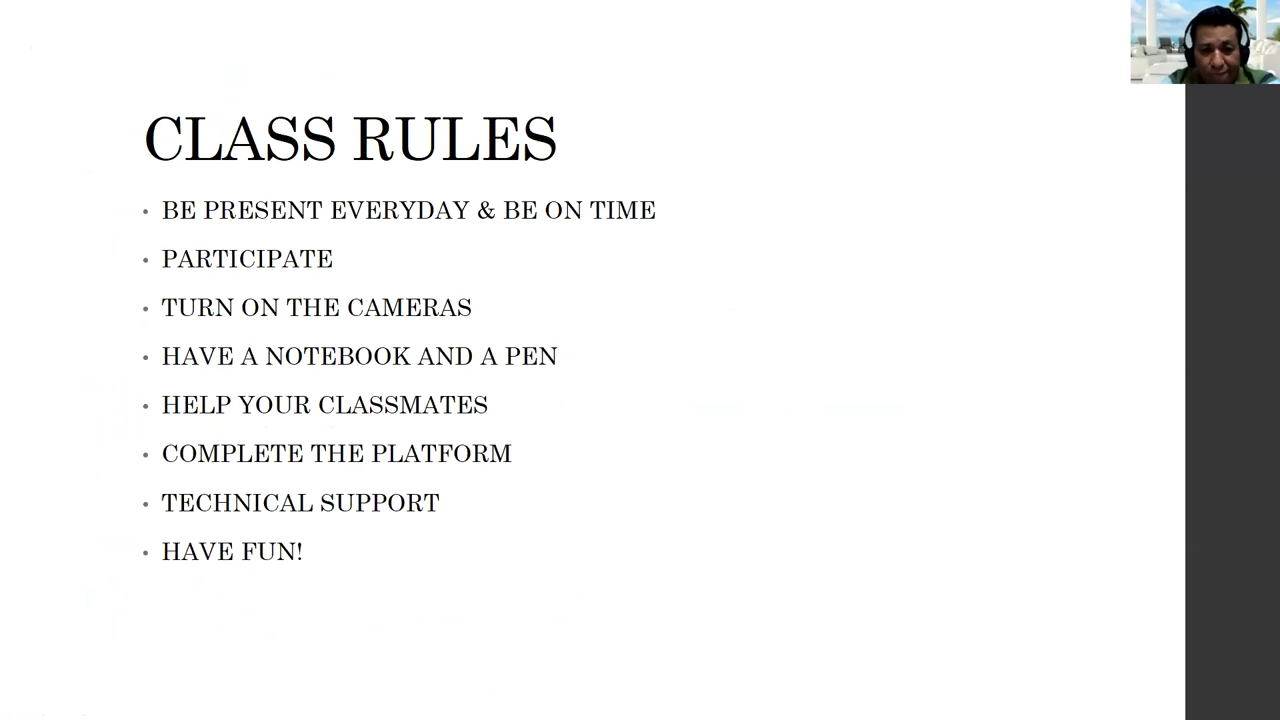 CLASS RULES
• BE PRESENT EVERYDAY & BE ON TIME
• PARTICIPATE
• TURN ON THE CAMERAS
• HAVE A NOTEBOOK AND A PEN
• HELP YOUR CLASSMATES
• COMPLETE THE PLATFORM
• TECHNICAL SUPPORT
• HAVE FUN!